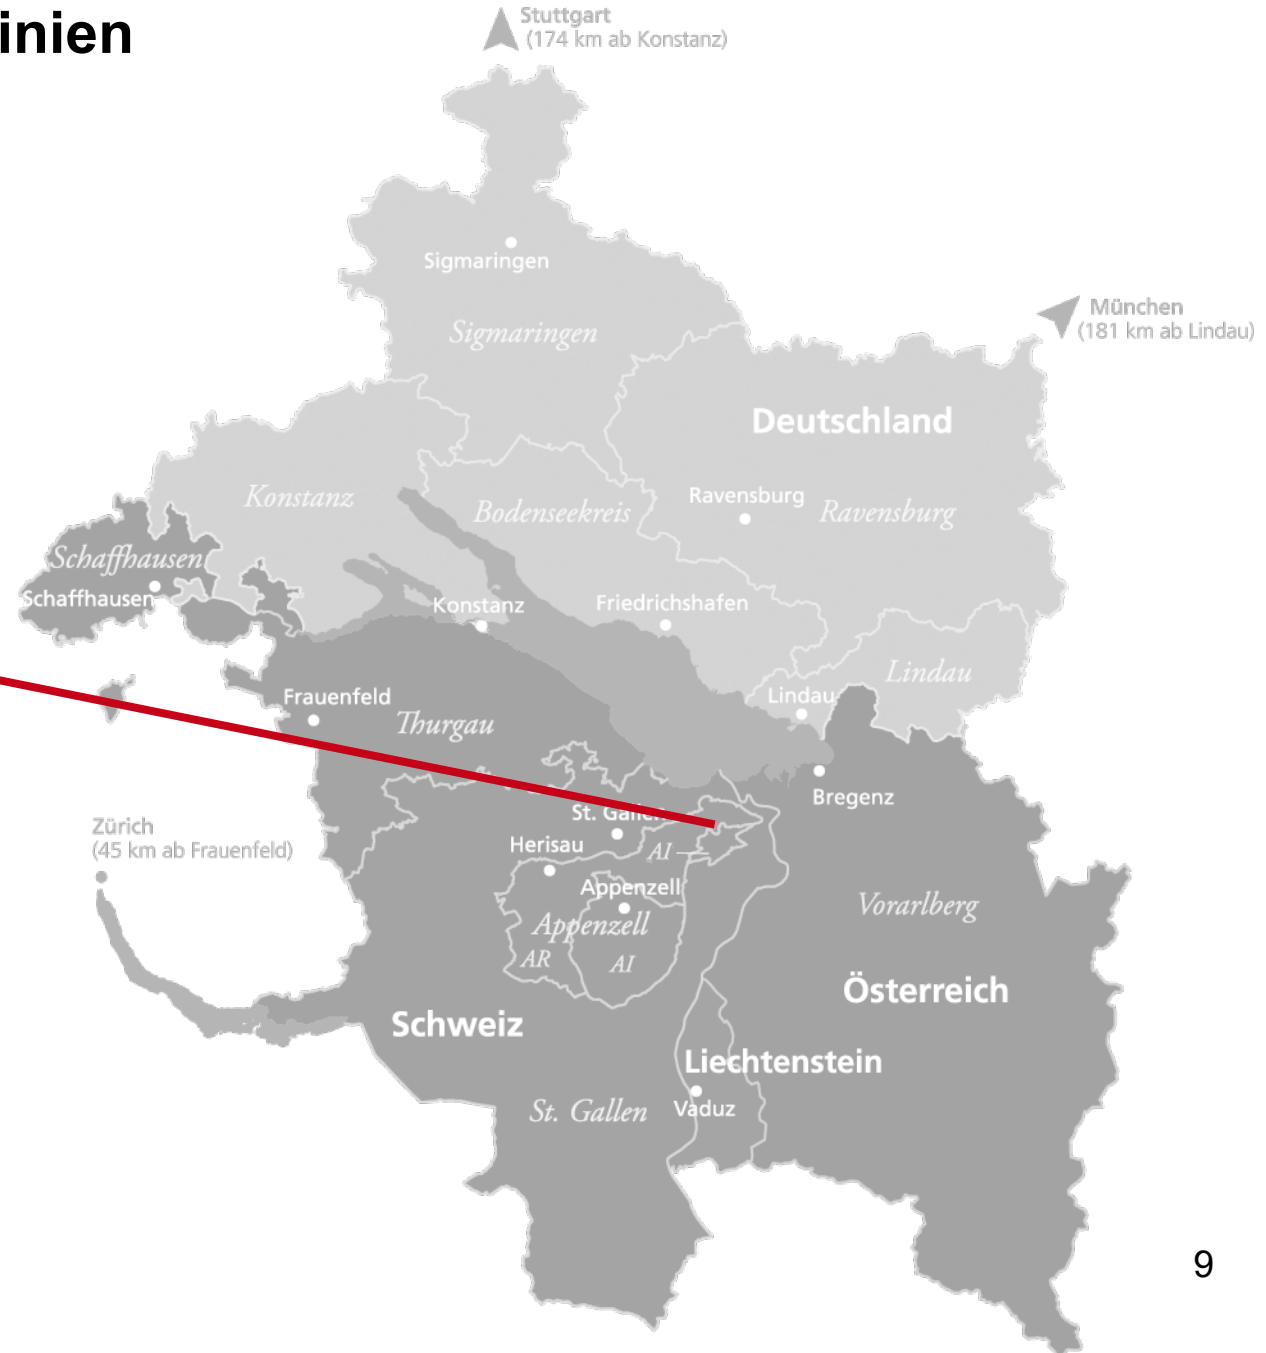 inien
Stuttgart
(174 km ab Konstanz)
Sigmaringen
Sigmaringen
München
(181 km ab Lindau)
Deutschland
Konstanz
Bodenseekreis
Ravensburg
Ravensburg
Schaffhausen
Schaffhausen
Konstanz
Friedrichshafen
Lindau
Lindau
Frauenfeld
Thurgau
Bregenz
St. Gallen
Zürich
(45 km ab Frauenfeld)
Herisau
AI
Appenzell
Appenzell
AR
AI
Vorarlberg
Österreich
Schweiz
Liechtenstein
St. Gallen
Vaduz
9